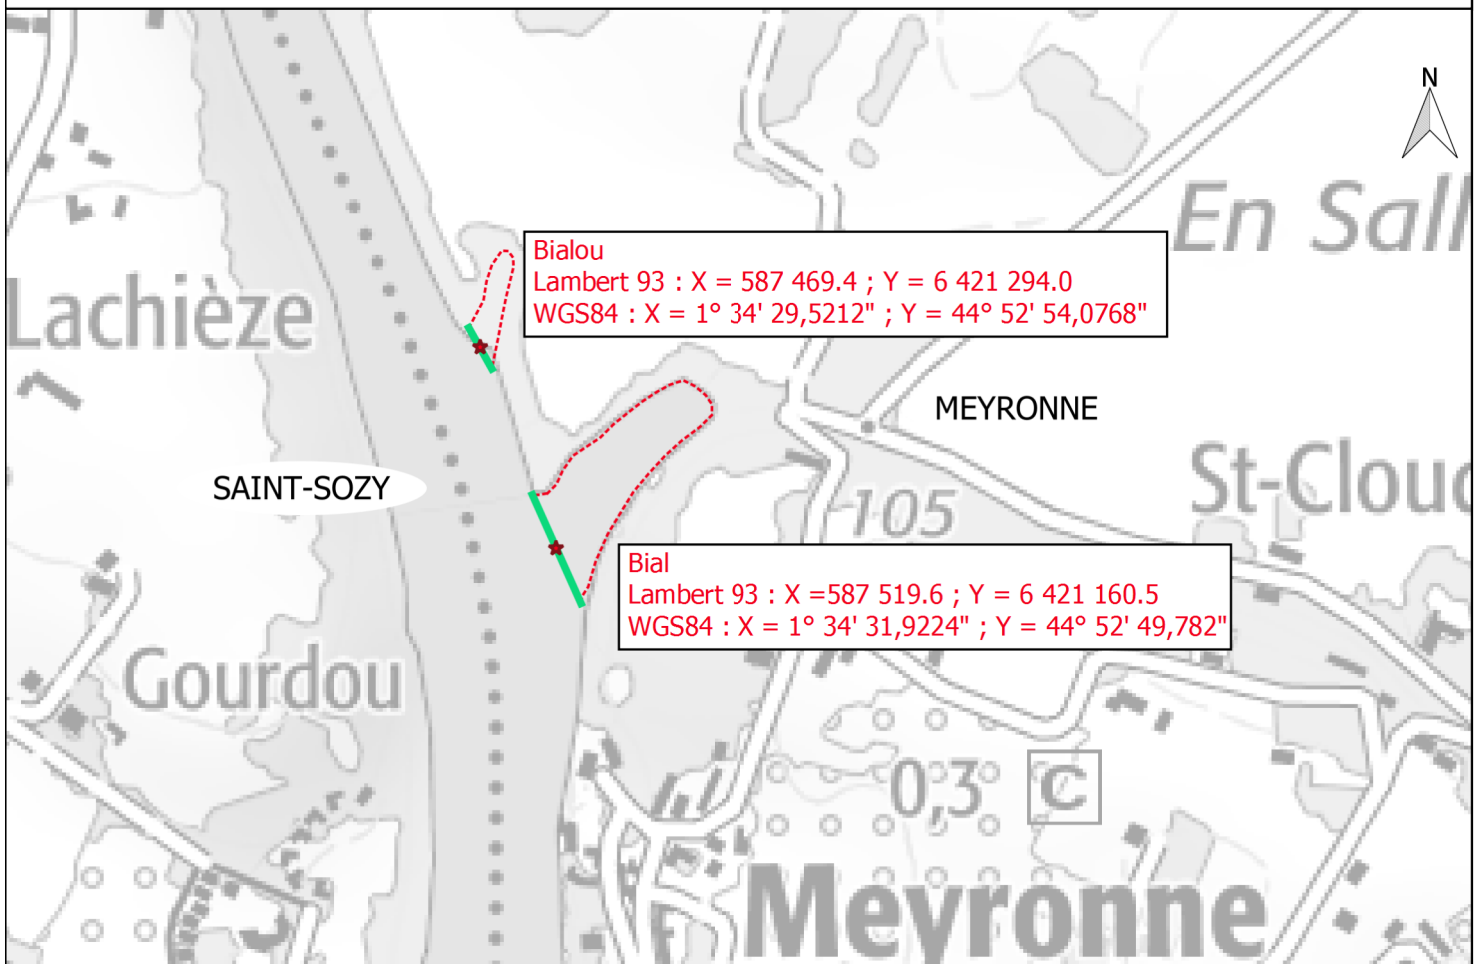 N
En Sall
Bialou
Lambert 93 : X = 587 469.4 ; Y = 6 421 294.0
WGS84 : X = 1° 34' 29,5212" ; Y = 44° 52' 54,0768"
Lachièze
MEYRONNE
SAINT-SOZY
St-Cloud
105
Bial
Lambert 93 : X =587 519.6 ; Y = 6 421 160.5
WGS84 : X = 1° 34' 31,9224" ; Y = 44° 52' 49,782"
Gourdou
0,3
C
Meyronne